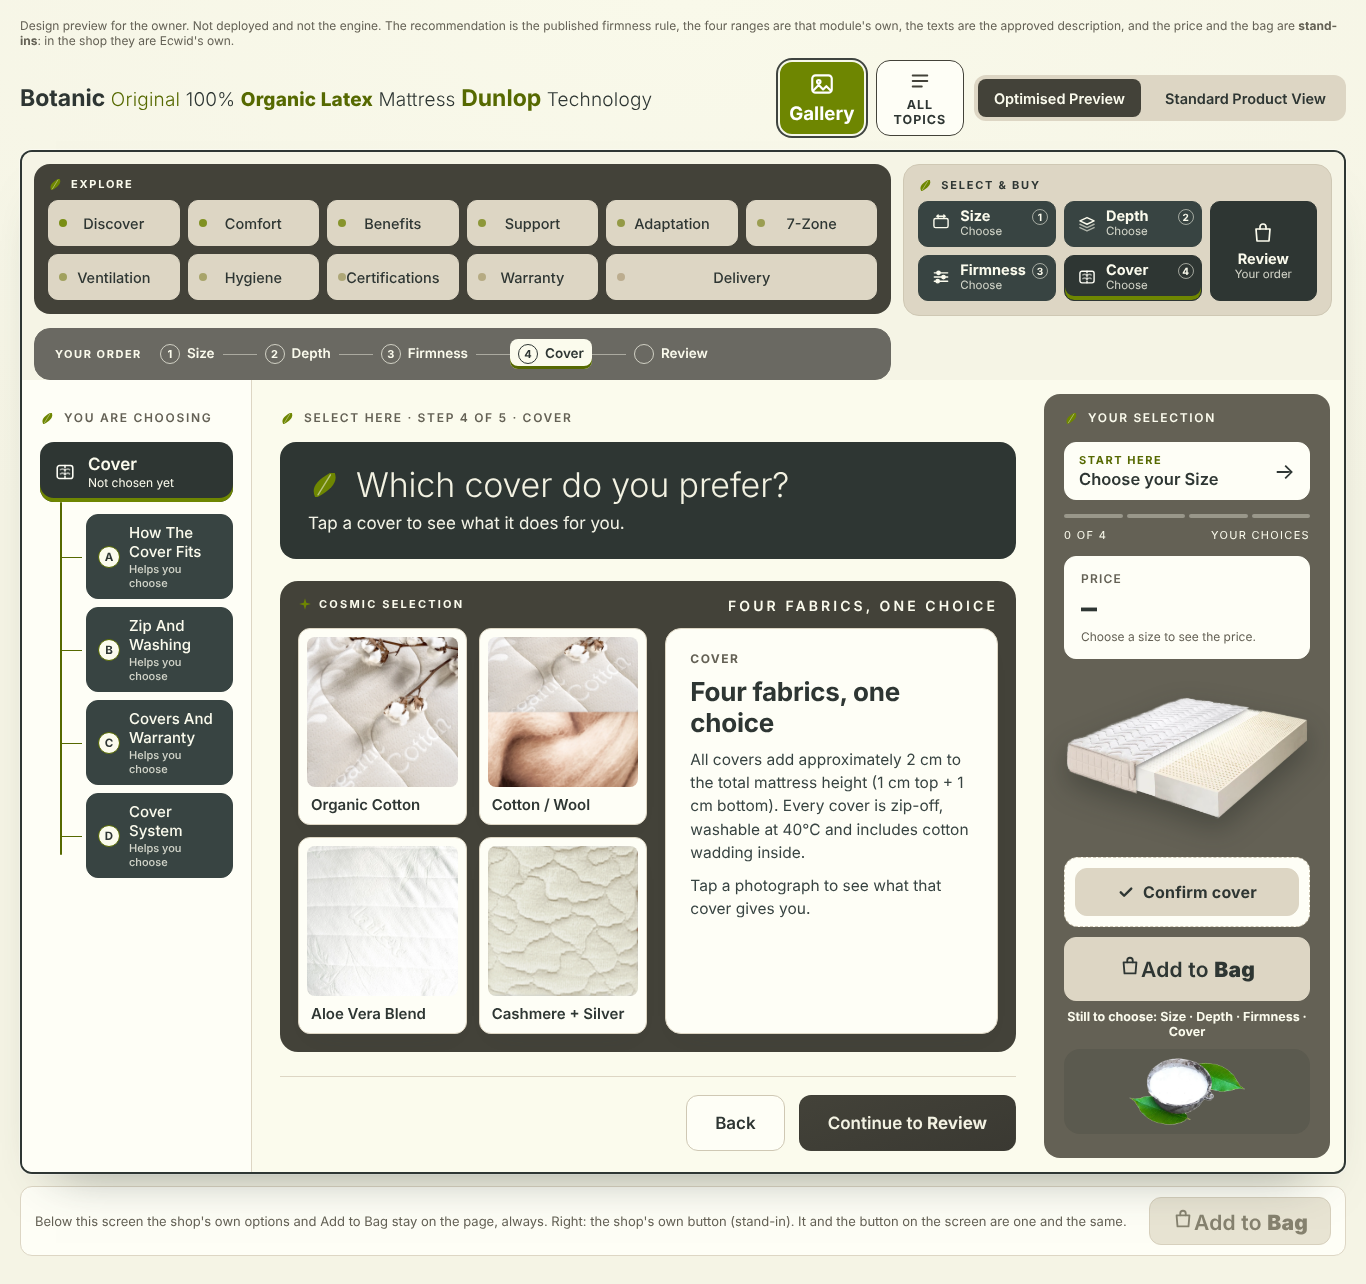 Design preview for the owner. Not deployed and not the engine. The recommendation is the published firmness rule, the four ranges are that module's own, the texts are the approved description, and the price and the bag are stand-
ins: in the shop they are Ecwid's own.
Botanic Original 100% Organic Latex Mattress Dunlop Technology
Gallery
ALL
TOPICS
Optimised Preview
Standard Product View
EXPLORE
Discover
Comfort
Benefits
Support
Adaptation
7-Zone
Ventilation
Hygiene
Certifications
Warranty
Delivery
SELECT & BUY
Size
Choose
1
Depth
Choose
2
Firmness
Choose
3
Cover
Choose
4
Review
Your order
YOUR ORDER
1 Size
2 Depth
3 Firmness
4 Cover
Review
YOU ARE CHOOSING
Cover
Not chosen yet
A
How The
Cover Fits
Helps you
choose
B
Zip And
Washing
Helps you
choose
C
Covers And
Warranty
Helps you
choose
D
Cover
System
Helps you
choose
SELECT HERE · STEP 4 OF 5 · COVER
Which cover do you prefer?
Tap a cover to see what it does for you.
COSMIC SELECTION
FOUR FABRICS, ONE CHOICE
Organic Cotton
Cotton / Wool
Aloe Vera Blend
Cashmere + Silver
COVER
Four fabrics, one
choice
All covers add approximately 2 cm to
the total mattress height (1 cm top + 1
cm bottom). Every cover is zip-off,
washable at 40°C and includes cotton
wadding inside.
Tap a photograph to see what that
cover gives you.
Back
Continue to Review
YOUR SELECTION
START HERE
Choose your Size
0 OF 4
YOUR CHOICES
PRICE
–
Choose a size to see the price.
Confirm cover
Add to Bag
Still to choose: Size · Depth · Firmness ·
Cover
Below this screen the shop's own options and Add to Bag stay on the page, always. Right: the shop's own button (stand-in). It and the button on the screen are one and the same.
Add to Bag